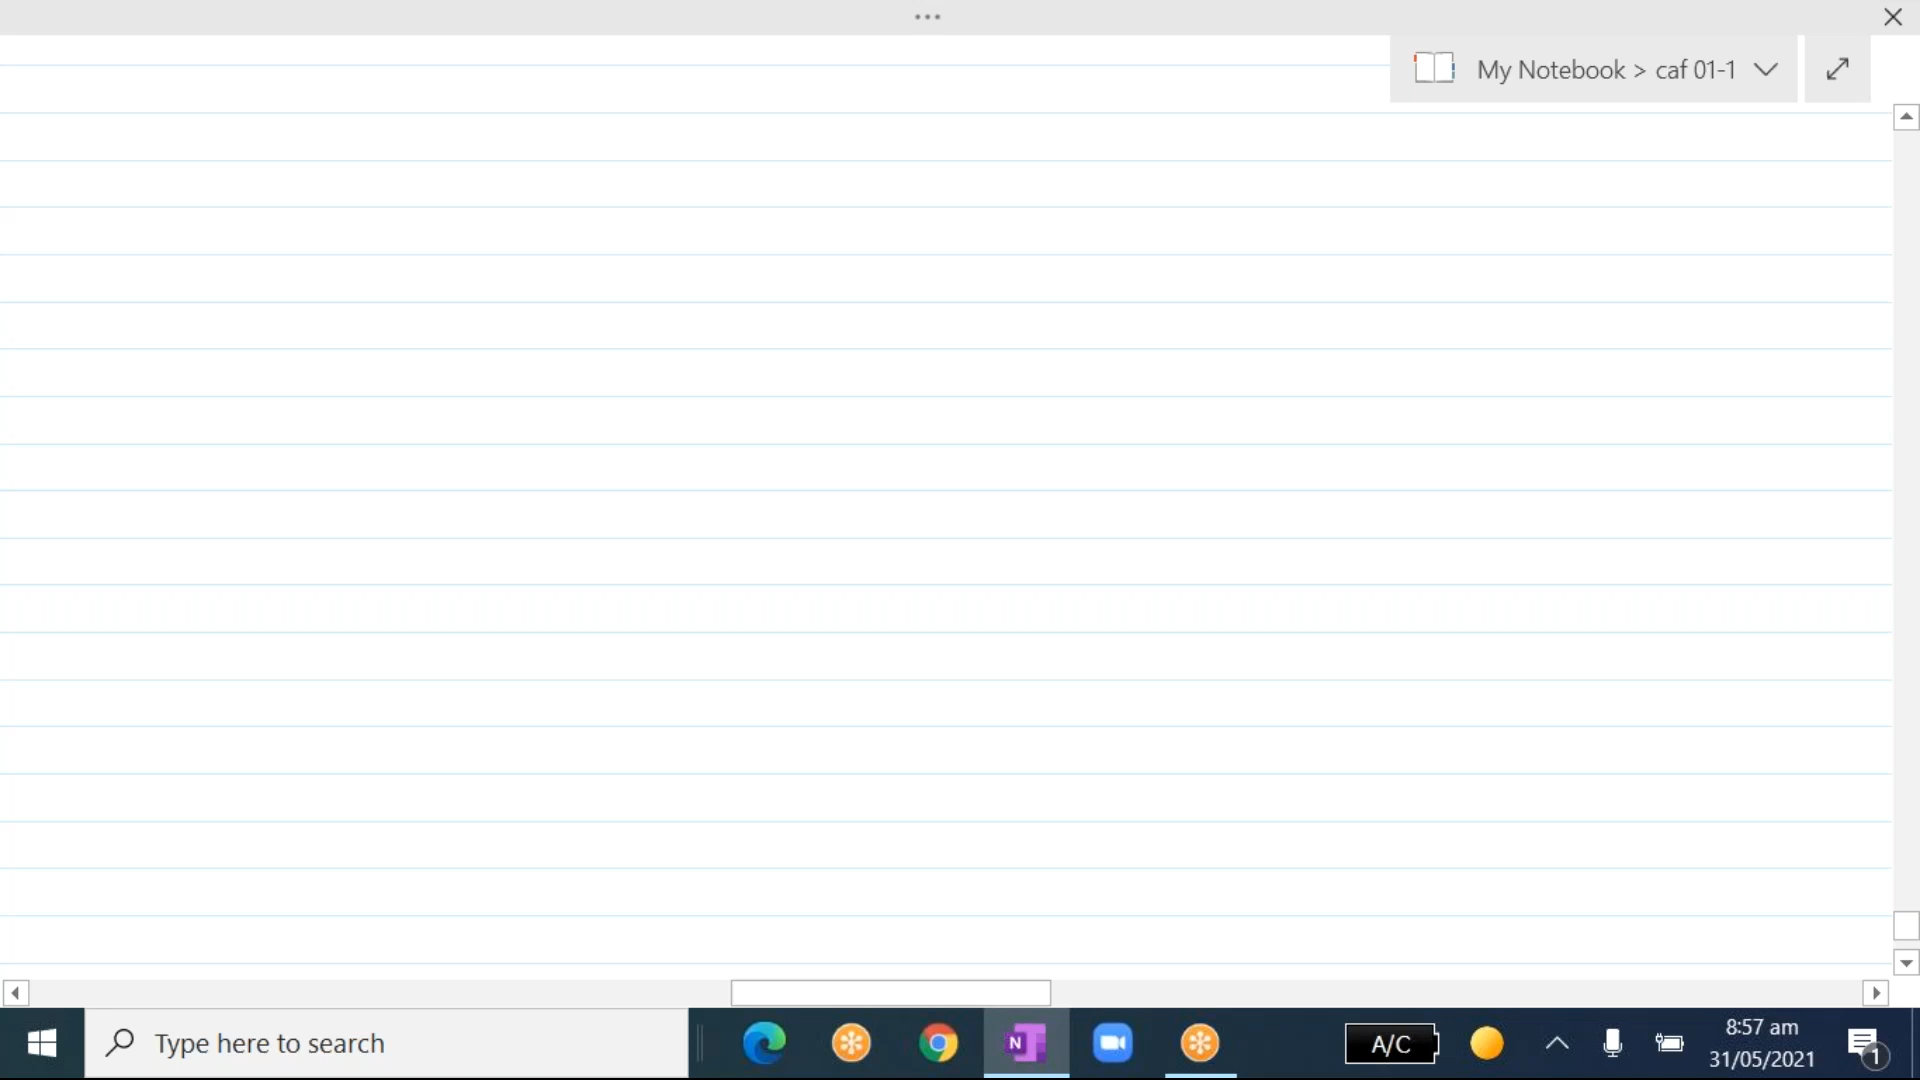 My Notebook > caf 01-1
Type here to search
N
A/C
8:57 am
31/05/2021
1